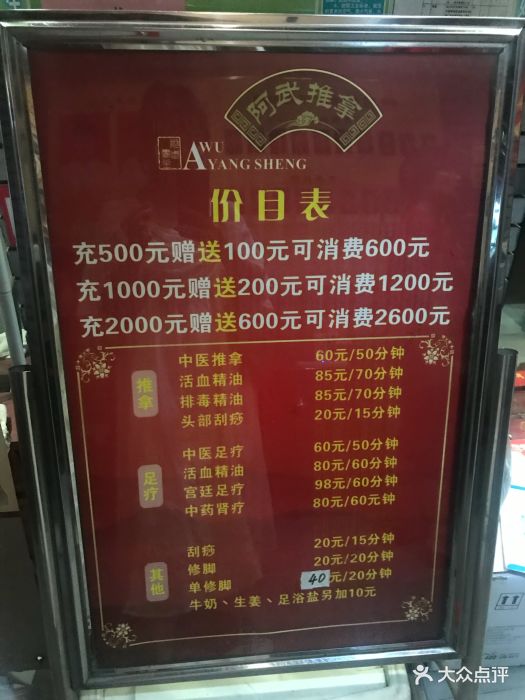 阿武推拿
AWU
YANG SHENG
价目表
充500元赠送100元可消费600元
充1000元赠送200元可消费1200元
充2000元赠送600元可消费2600元
推拿
中医推拿 60元/50分钟
活血精油 85元/70分钟
排毒精油 85元/70分钟
头部刮痧 20元/15分钟
足疗
中医足疗 60元/50分钟
活血精油 80元/60分钟
宫廷足疗 98元/60分钟
中药肾疗 80元/60元钟
其他
刮痧 20元/15分钟
修脚 20元/20分钟
单修脚 40元/20分钟
牛奶、生姜、足浴盐另加10元
大众点评